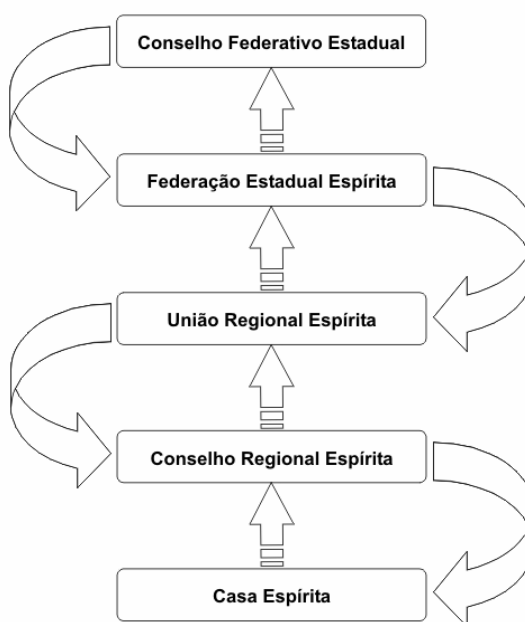 Conselho Federativo Estadual
Federação Estadual Espírita
União Regional Espírita
Conselho Regional Espírita
Casa Espírita